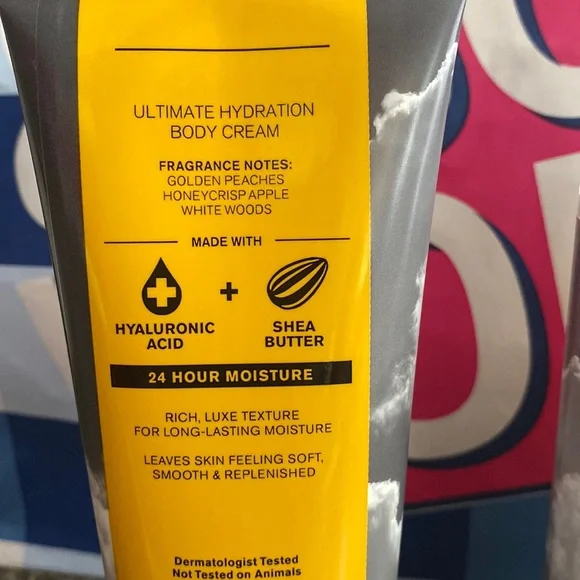 ULTIMATE HYDRATION
BODY CREAM
FRAGRANCE NOTES:
GOLDEN PEACHES
HONEYCRISP APPLE
WHITE WOODS
MADE WITH
+
HYALURONIC
ACID
SHEA
BUTTER
24 HOUR MOISTURE
RICH, LUXE TEXTURE
FOR LONG-LASTING MOISTURE
LEAVES SKIN FEELING SOFT,
SMOOTH & REPLENISHED
Dermatologist Tested
Not Tested on Animals